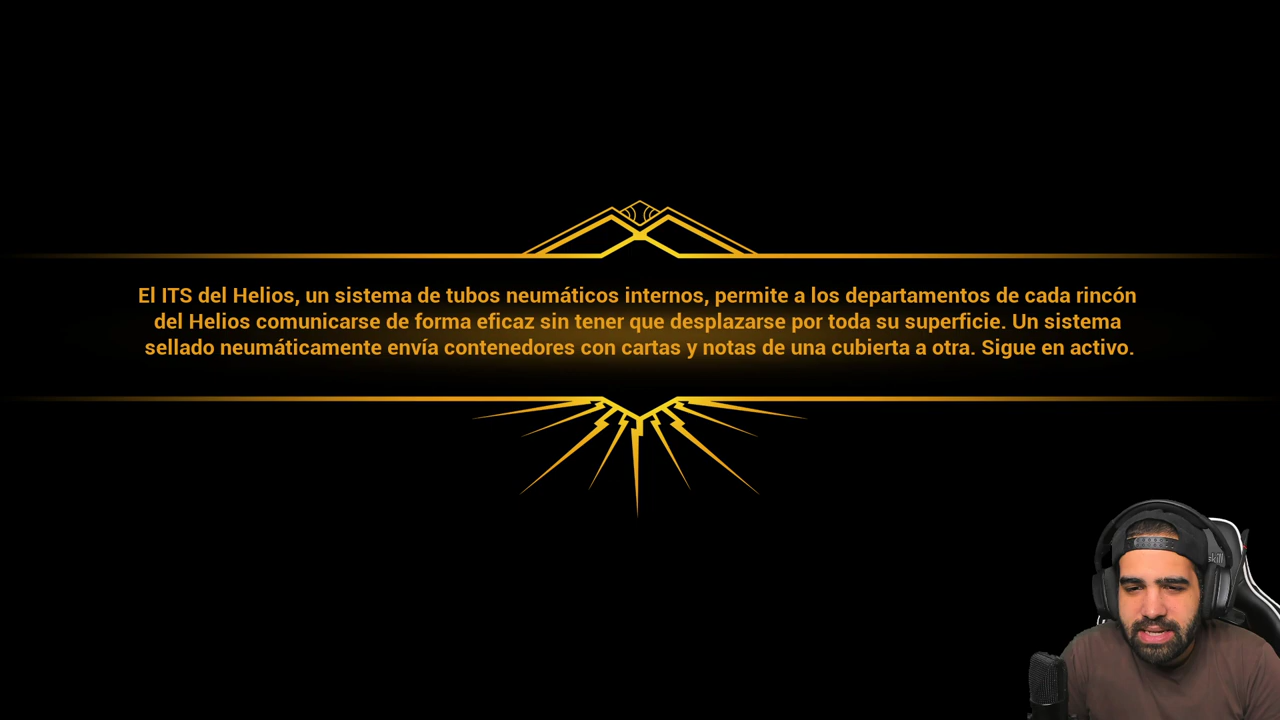 El ITS del Helios, un sistema de tubos neumáticos internos, permite a los departamentos de cada rincón
del Helios comunicarse de forma eficaz sin tener que desplazarse por toda su superficie. Un sistema
sellado neumáticamente envía contenedores con cartas y notas de una cubierta a otra. Sigue en activo.